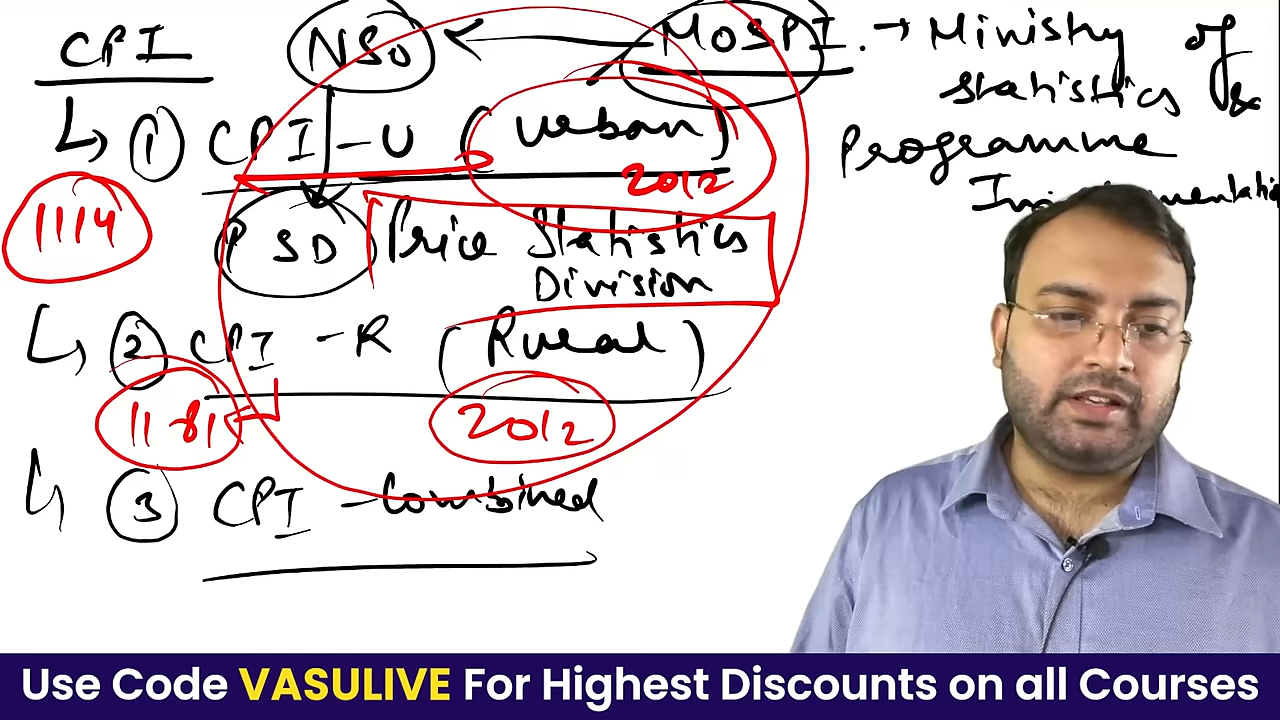 CPI NSO ← MOSPI. → Ministry of
Statistics &
① CPI - U (Urban)
Programme
2012
1114
PSD Price Statistics
Division
② CPI - R (Rural)
1181
2012
③ CPI - Combined
Use Code VASULIVE For Highest Discounts on all Courses